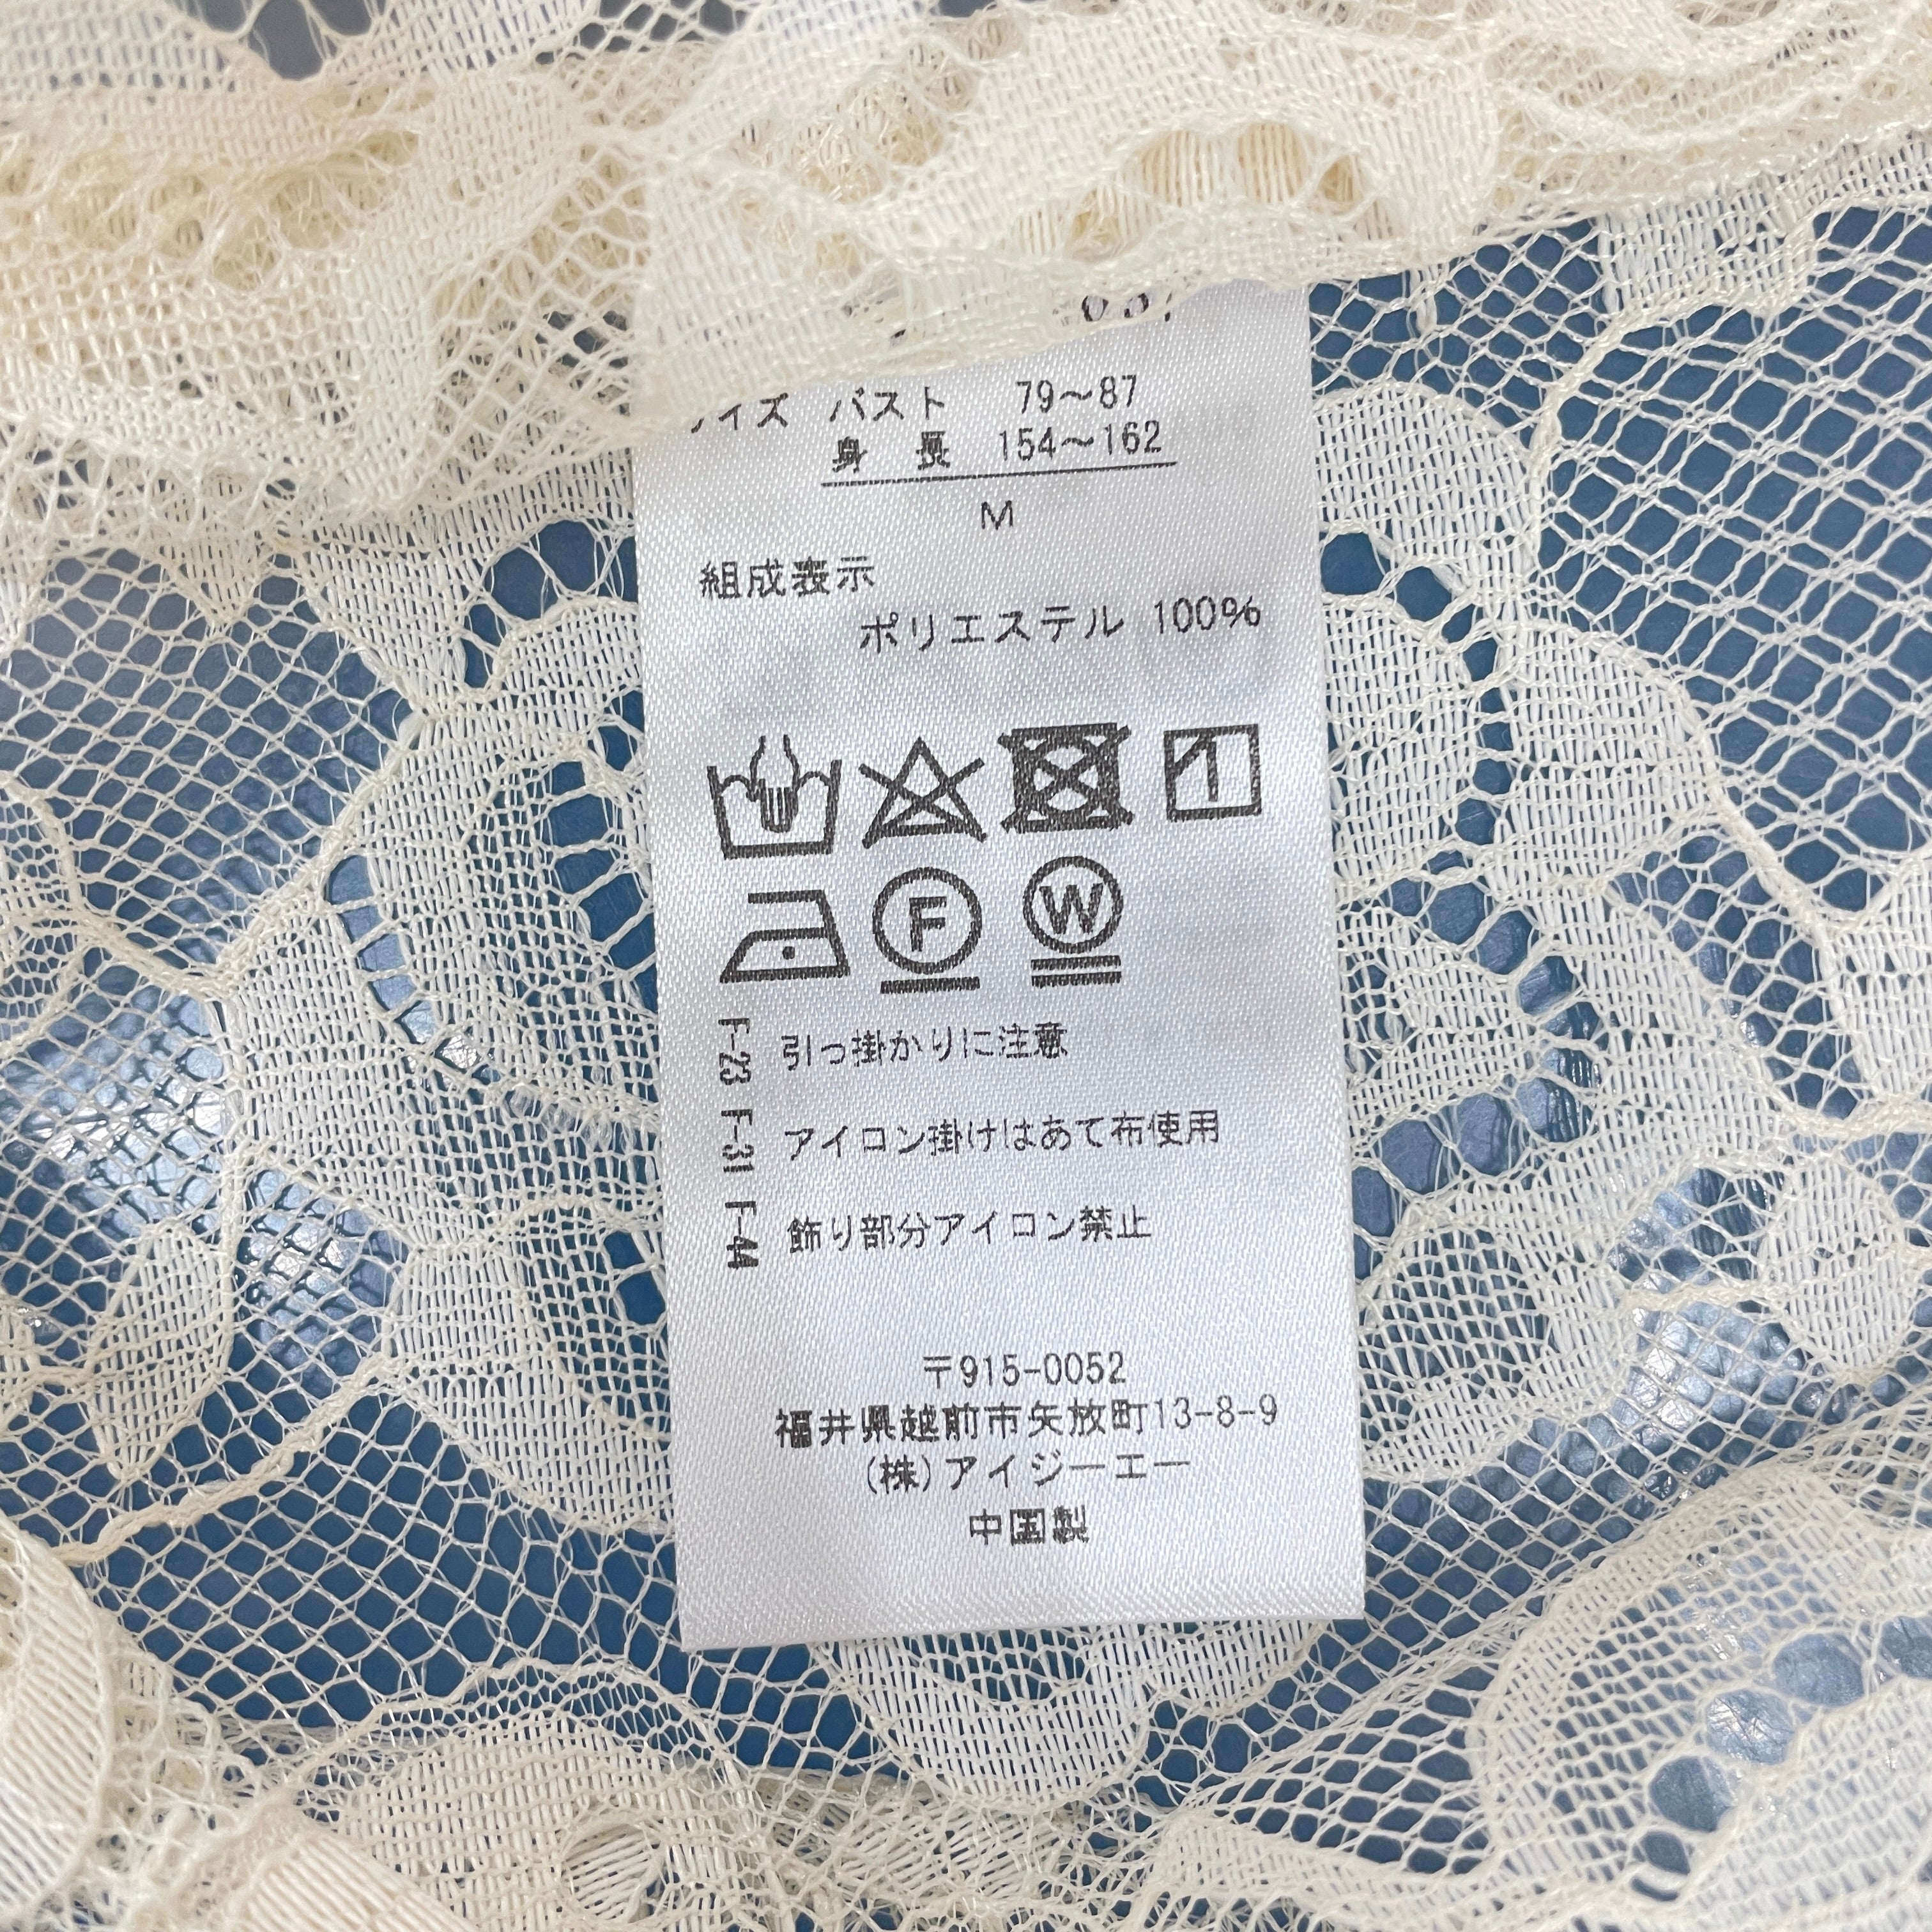 サイズ バスト 79～87
身 長 154～162
M
組成表示
ポリエステル 100%
1
F W
F-23 引っ掛かりに注意
F-31 アイロン掛けはあて布使用
F-44 飾り部分アイロン禁止
〒915-0052
福井県越前市矢放町13-8-9
(株)アイジーエー
中国製